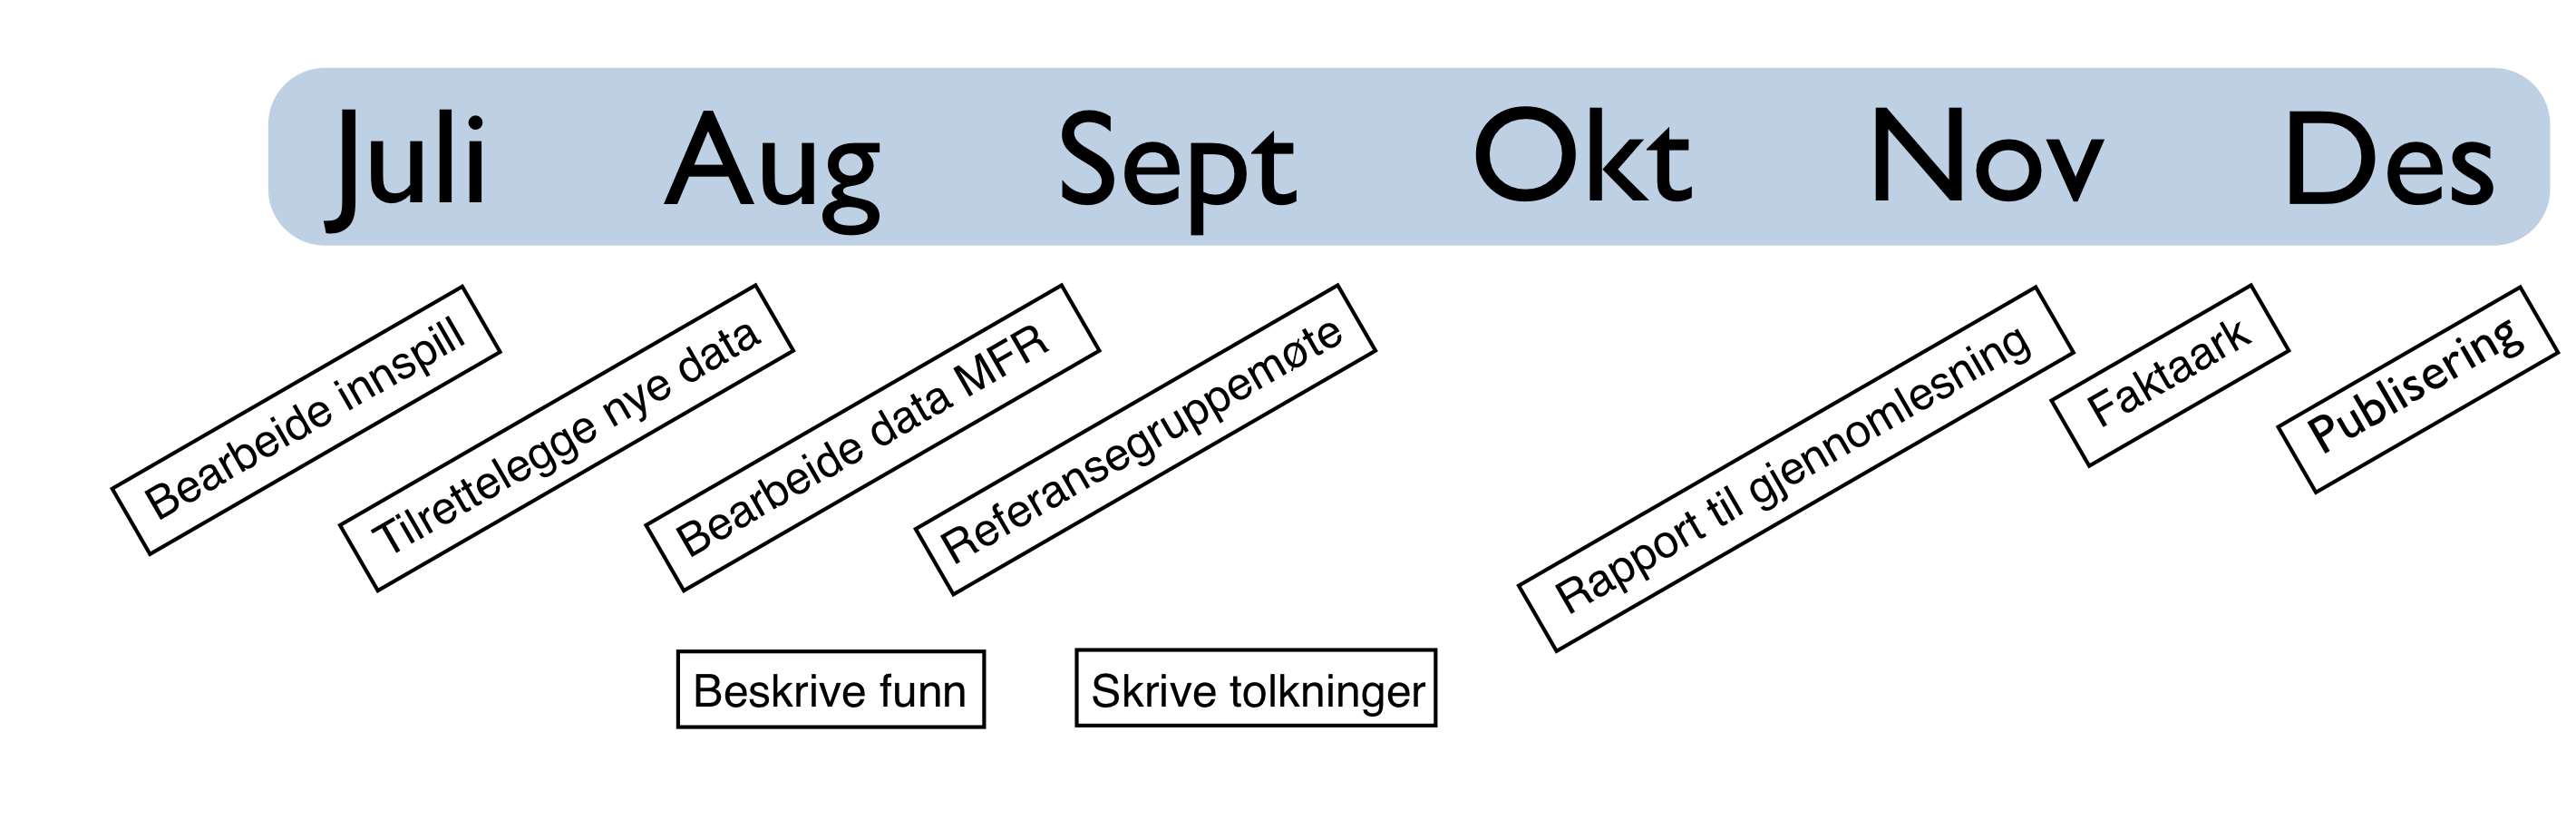 Juli Aug Sept Okt Nov Des
Bearbeide innspill
Tilrettelegge nye data
Bearbeide data MFR
Referansegruppemøte
Rapport til gjennomlesning
Faktaark
Publisering
Beskrive funn
Skrive tolkninger